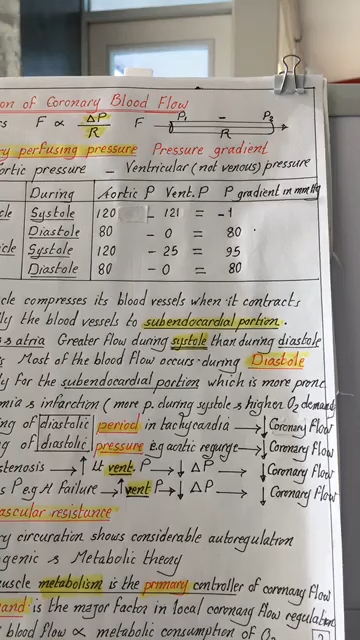 on of Coronary Blood Flow
F ∝ ΔP/R F P₁ - P₂ R
y perfusing pressure Pressure gradient
ortic pressure - Ventricular (not venous) pressure
During Aortic P Vent. P P gradient in mmHg
cle Systole 120 - 121 = -1
Diastole 80 - 0 = 80
icle Systole 120 - 25 = 95
Diastole 80 - 0 = 80
cle compresses its blood vessels when it contracts
lly the blood vessels to subendocardial portion.
s atria Greater flow during systole than during diastole
s. Most of the blood Flow occurs during Diastole
y for the subendocardial portion which is more prone
mia & infarction (more p. during systole & higher O₂ demand
ing of diastolic period in tachycardia → ↓ Coronary flow
ng of diastolic pressure e.g aortic regurge → ↓ Coronary flow
stenosis → ↑ Lt vent. P → ↓ ΔP → ↓ Coronary flow
s P e.g H failure → ↑ vent P → ↓ ΔP → ↓ Coronary flow
ascular resistance
ry circuration shows considerable autoregulation
ogenic & Metabolic theory
uscle metabolism is the primary controller of coronary flow
mand is the major factor in local coronary flow regulation
blood flow ∝ metabolic consumption of O₂